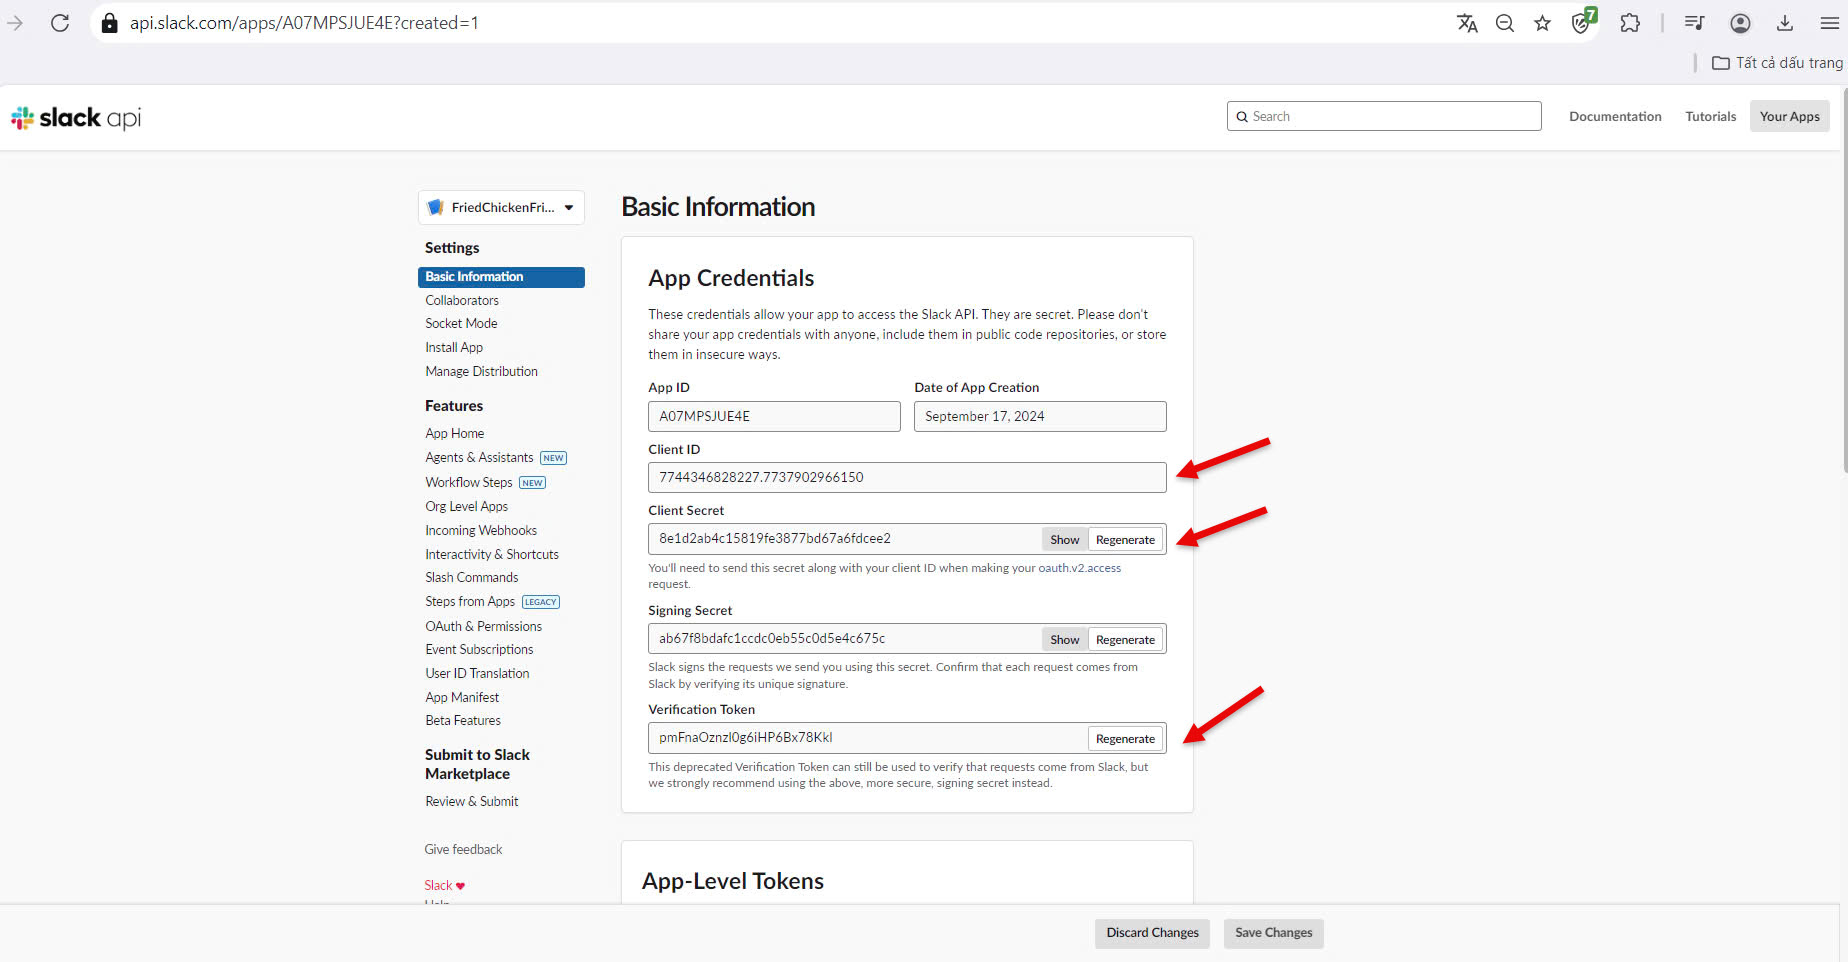 api.slack.com/apps/A07MPSJUE4E?created=1
7
Tất cả dấu trang
slack api
Search
Documentation
Tutorials
Your Apps
FriedChickenFri...
Settings
Basic Information
Collaborators
Socket Mode
Install App
Manage Distribution
Features
App Home
Agents & Assistants NEW
Workflow Steps NEW
Org Level Apps
Incoming Webhooks
Interactivity & Shortcuts
Slash Commands
Steps from Apps LEGACY
OAuth & Permissions
Event Subscriptions
User ID Translation
App Manifest
Beta Features
Submit to Slack
Marketplace
Review & Submit
Give feedback
Slack
Help
Basic Information
App Credentials
These credentials allow your app to access the Slack API. They are secret. Please don't
share your app credentials with anyone, include them in public code repositories, or store
them in insecure ways.
App ID
A07MPSJUE4E
Date of App Creation
September 17, 2024
Client ID
7744346828227.7737902966150
Client Secret
8e1d2ab4c15819fe3877bd67a6fdcee2
Show
Regenerate
You'll need to send this secret along with your client ID when making your oauth.v2.access
request.
Signing Secret
ab67f8bdafc1ccdc0eb55c0d5e4c675c
Show
Regenerate
Slack signs the requests we send you using this secret. Confirm that each request comes from
Slack by verifying its unique signature.
Verification Token
pmFnaOznzl0g6iHP6Bx78Kkl
Regenerate
This deprecated Verification Token can still be used to verify that requests come from Slack, but
we strongly recommend using the above, more secure, signing secret instead.
App-Level Tokens
Discard Changes
Save Changes